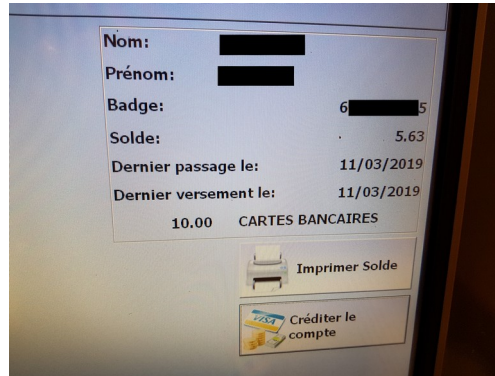 Nom:
Prénom:
Badge: 6 5
Solde: 5.63
Dernier passage le: 11/03/2019
Dernier versement le: 11/03/2019
10.00 CARTES BANCAIRES
Imprimer Solde
VISA
Créditer le
compte